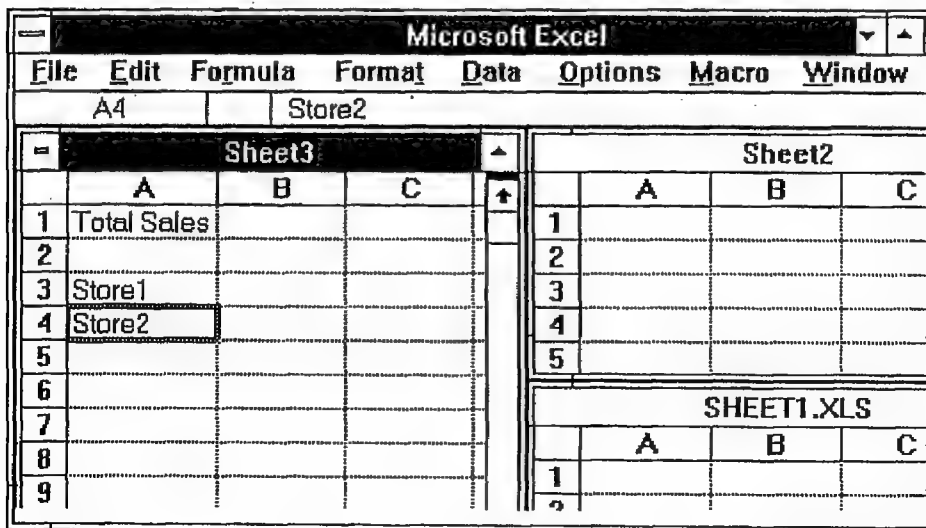 Microsoft Excel
File Edit Formula Format Data Options Macro Window
A4 Store2
Sheet3
A B C
1 Total Sales
2
3 Store1
4 Store2
5
6
7
8
9
Sheet2
A B C
1
2
3
4
5
SHEET1.XLS
A B C
1
2